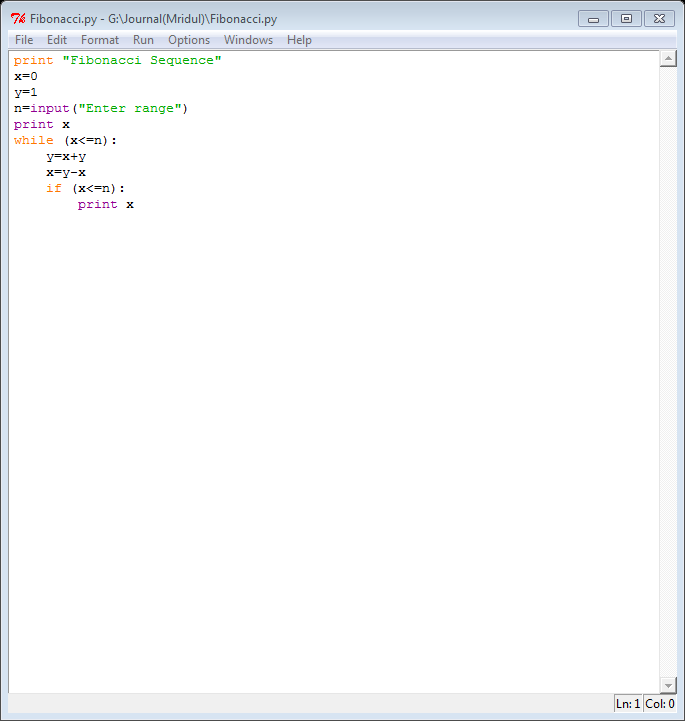 Fibonacci.py - G:\Journal(Mridul)\Fibonacci.py
File Edit Format Run Options Windows Help
print "Fibonacci Sequence"
x=0
y=1
n=input("Enter range")
print x
while (x<=n):
    y=x+y
    x=y-x
    if (x<=n):
        print x
Ln: 1 Col: 0